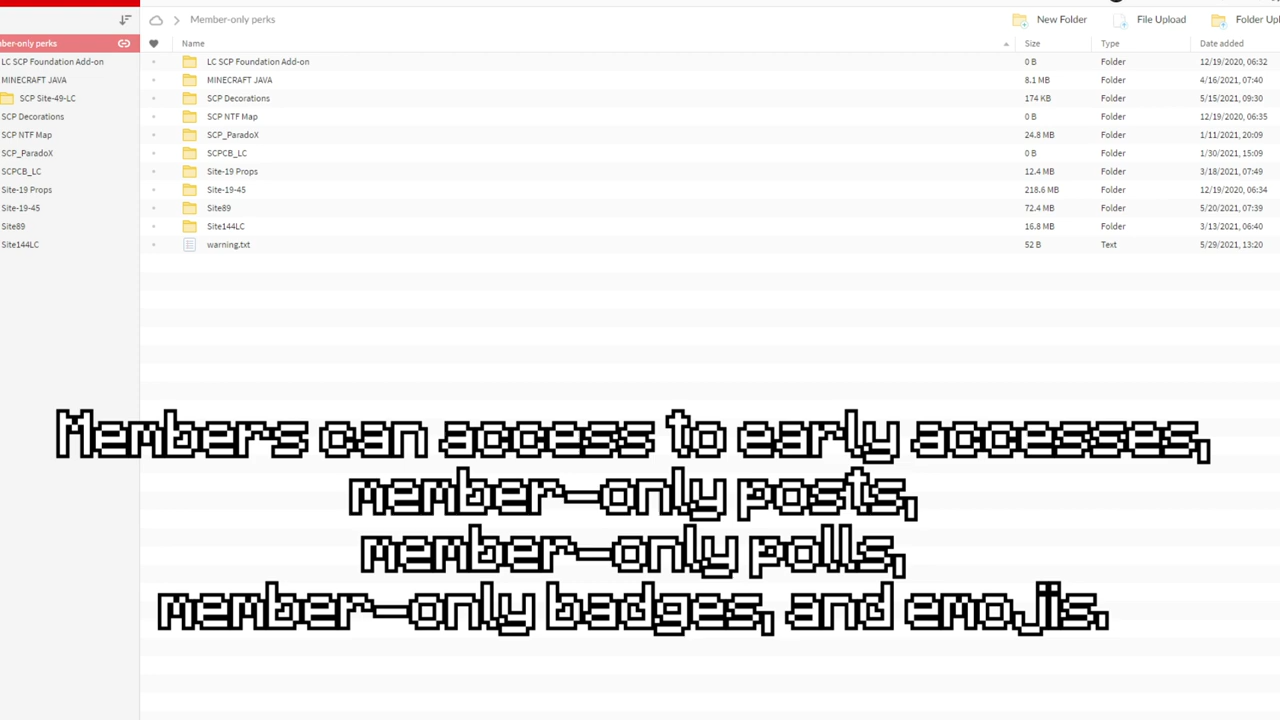 Member-only perks
New Folder
File Upload
Folder Upl
ber-only perks
Name
Size
Type
Date added
LC SCP Foundation Add-on
LC SCP Foundation Add-on
0 B
Folder
12/19/2020, 06:32
MINECRAFT JAVA
MINECRAFT JAVA
8.1 MB
Folder
4/16/2021, 07:40
SCP Site-49-LC
SCP Decorations
174 KB
Folder
5/15/2021, 09:30
SCP Decorations
SCP NTF Map
0 B
Folder
12/19/2020, 06:35
SCP NTF Map
SCP_ParadoX
24.8 MB
Folder
1/11/2021, 20:09
SCP_ParadoX
SCPCB_LC
0 B
Folder
1/30/2021, 15:09
SCPCB_LC
Site-19 Props
12.4 MB
Folder
3/18/2021, 07:49
Site-19 Props
Site-19-45
218.6 MB
Folder
12/19/2020, 06:34
Site-19-45
Site89
72.4 MB
Folder
5/20/2021, 07:39
Site89
Site144LC
16.8 MB
Folder
3/13/2021, 06:40
Site144LC
warning.txt
52 B
Text
5/29/2021, 13:20
Members can access to early accesses,
member-only posts,
member-only polls,
member-only badges, and emojis.